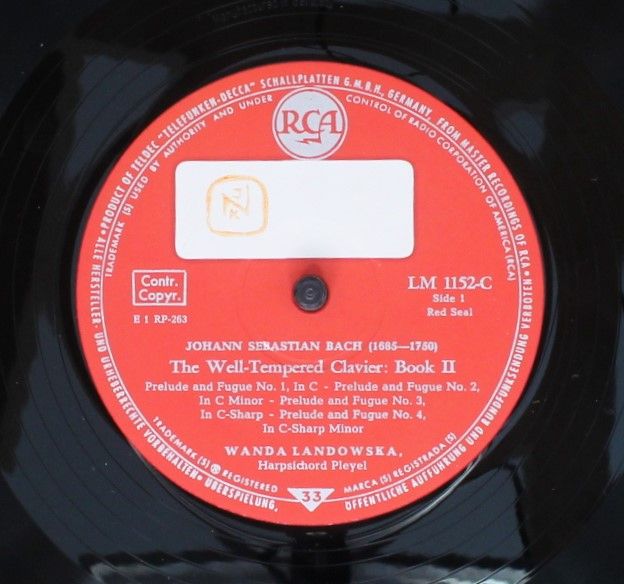 Manufactured in Germany
• PRODUCT OF TELDEC "TELEFUNKEN-DECCA" SCHALLPLATTEN G.M.B.H., GERMANY, FROM MASTER RECORDINGS OF RCA •
TRADEMARK (S) USED BY AUTHORITY AND UNDER CONTROL OF RADIO CORPORATION OF AMERICA (RCA)
RCA
Contr.
Copyr.
E 1 RP-263
LM 1152-C
Side 1
Red Seal
JOHANN SEBASTIAN BACH (1685—1750)
The Well-Tempered Clavier: Book II
Prelude and Fugue No. 1, in C - Prelude and Fugue No. 2,
In C Minor - Prelude and Fugue No. 3,
In C-Sharp - Prelude and Fugue No. 4,
In C-Sharp Minor
WANDA LANDOWSKA,
Harpsichord Pleyel
TRADEMARK (S) ® REGISTERED
MARCA (S) REGISTRADA (S)
33
ALLE HERSTELLER- UND URHEBERRECHTE VORBEHALTEN • ÜBERSPIELUNG, ÖFFENTLICHE AUFFÜHRUNG UND RUNDFUNKSENDUNG VERBOTEN